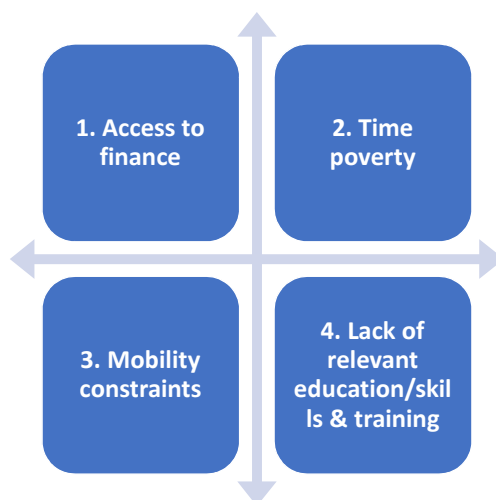 1. Access to
finance
2. Time
poverty
3. Mobility
constraints
4. Lack of
relevant
education/skil
ls & training